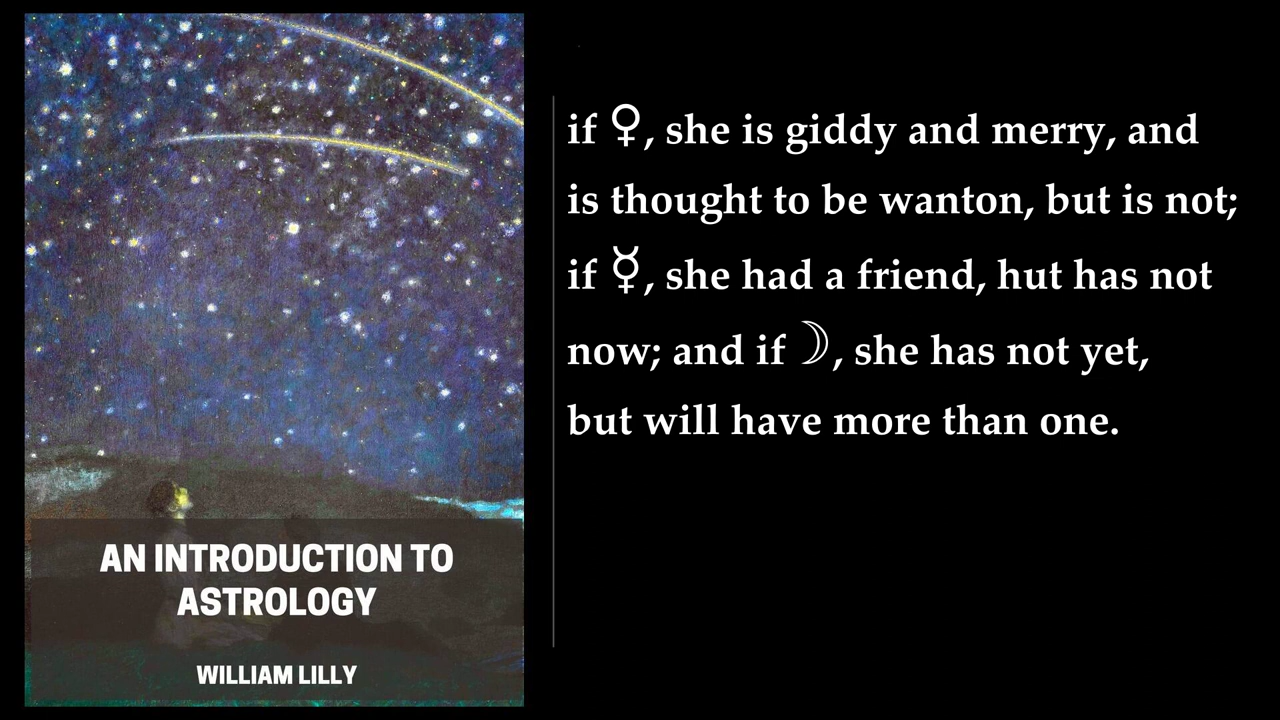 AN INTRODUCTION TO
ASTROLOGY
WILLIAM LILLY
if ♀, she is giddy and merry, and
is thought to be wanton, but is not;
if ☿, she had a friend, hut has not
now; and if ☽, she has not yet,
but will have more than one.